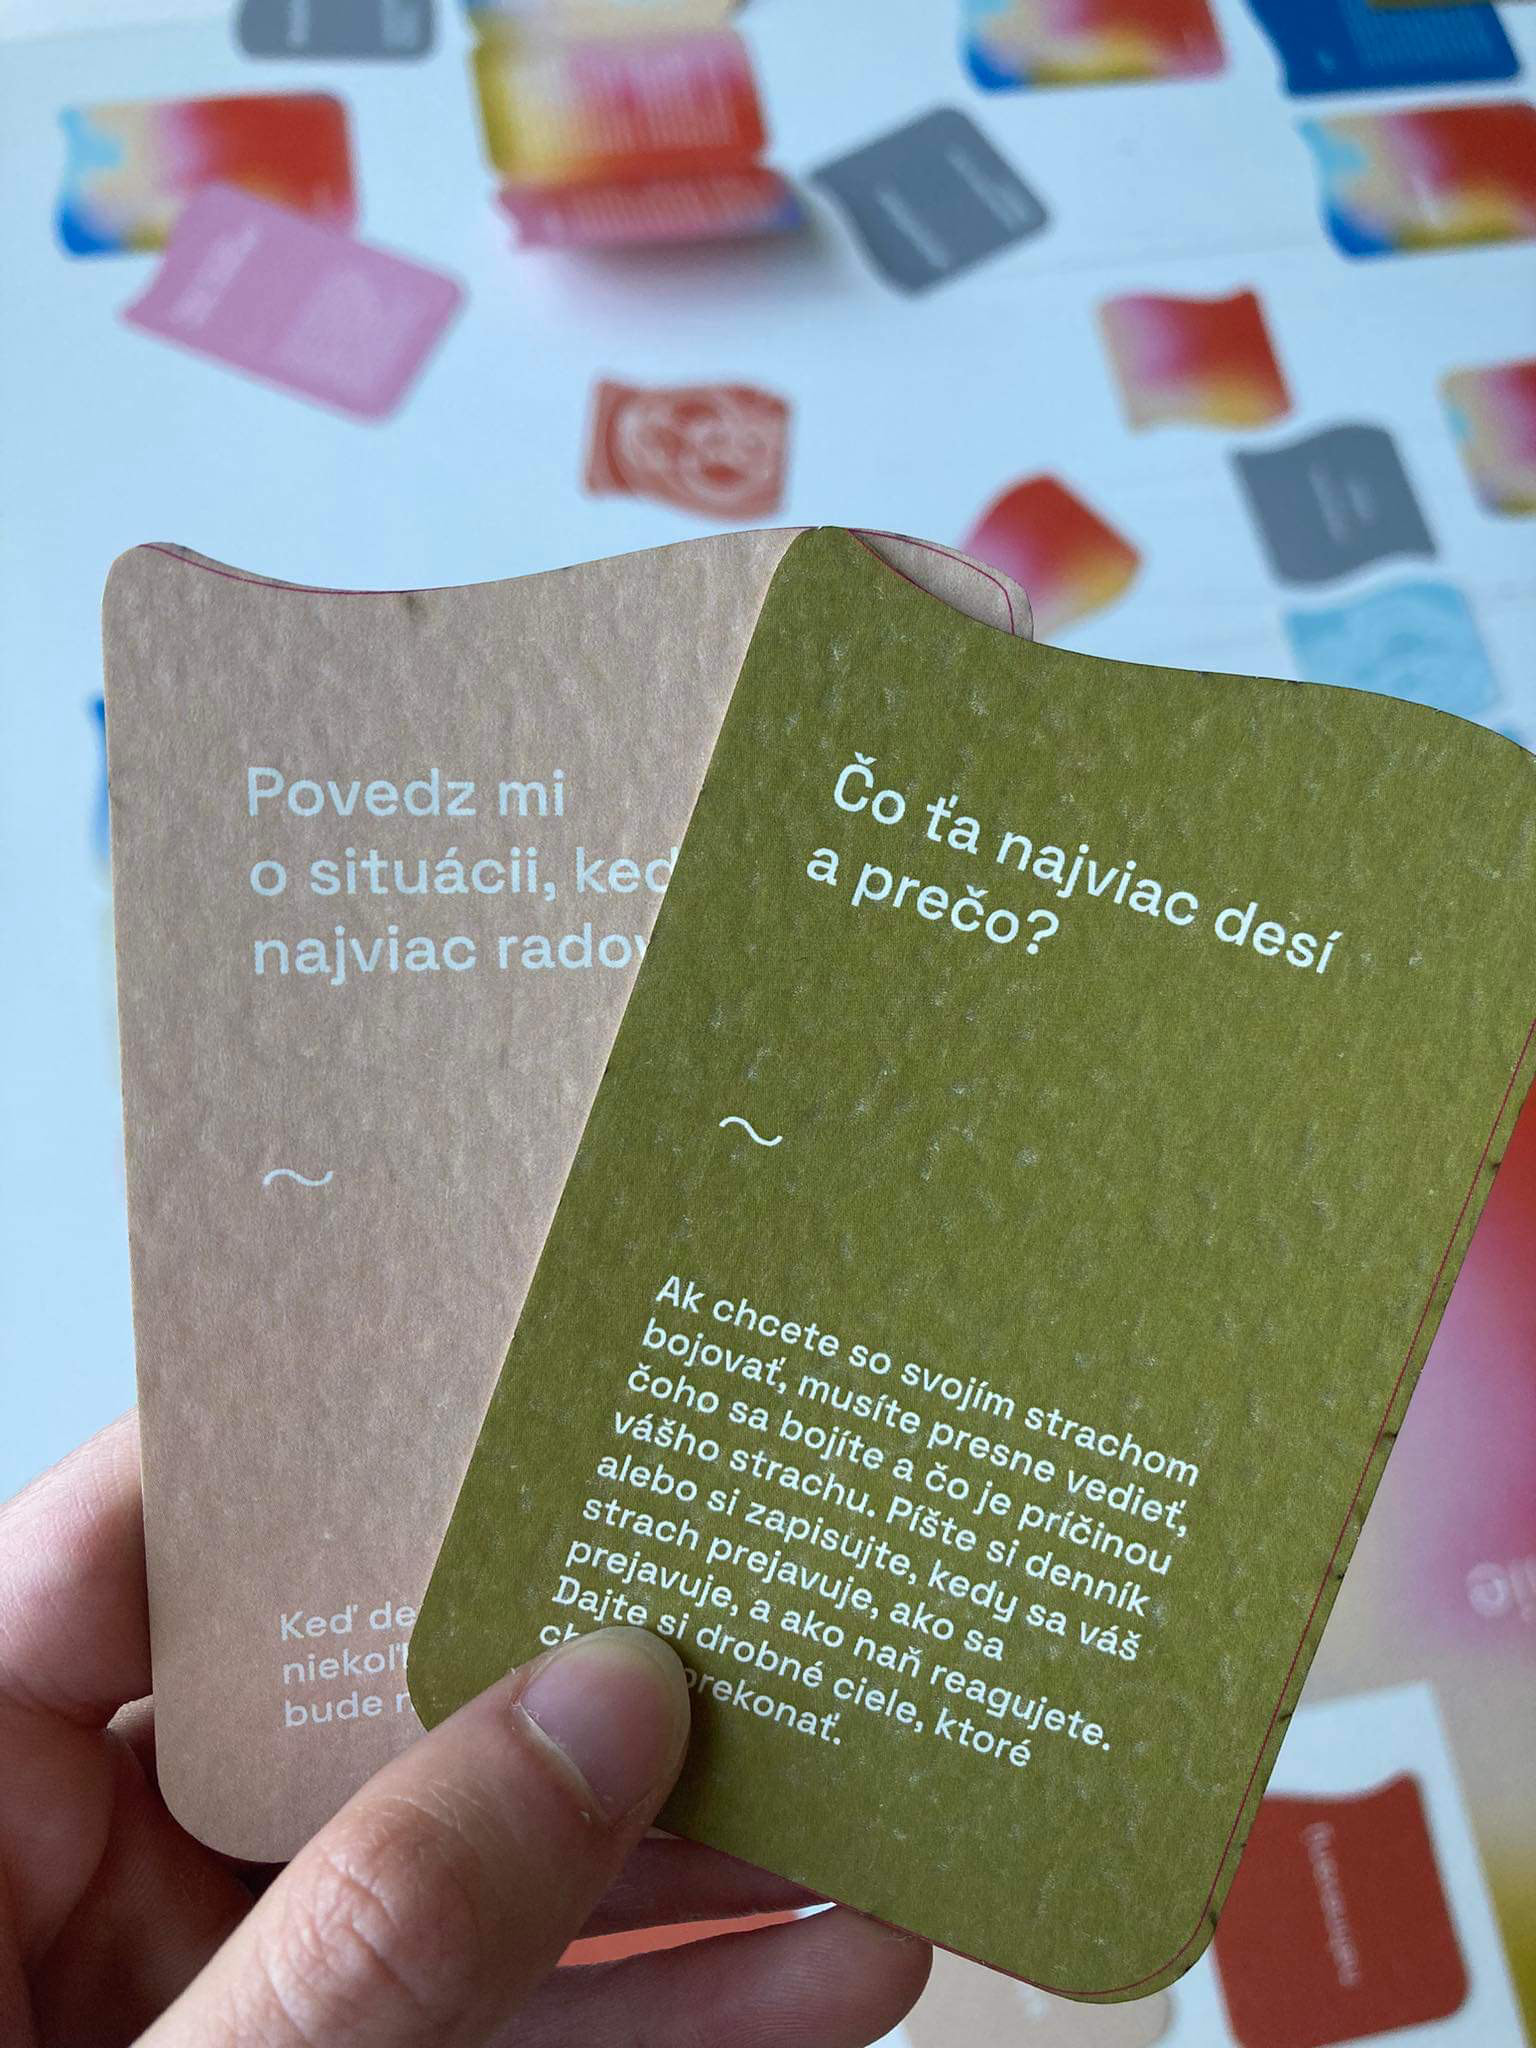 Povedz mi
o situácii, keď
najviac radov
~
Keď de
niekoľk
bude n
Čo ťa najviac desí
a prečo?
~
Ak chcete so svojím strachom
bojovať, musíte presne vedieť,
čoho sa bojíte a čo je príčinou
vášho strachu. Píšte si denník
alebo si zapisujte, kedy sa váš
strach prejavuje, ako sa
prejavuje, a ako naň reagujete.
Dajte si drobné ciele, ktoré
prekonať.